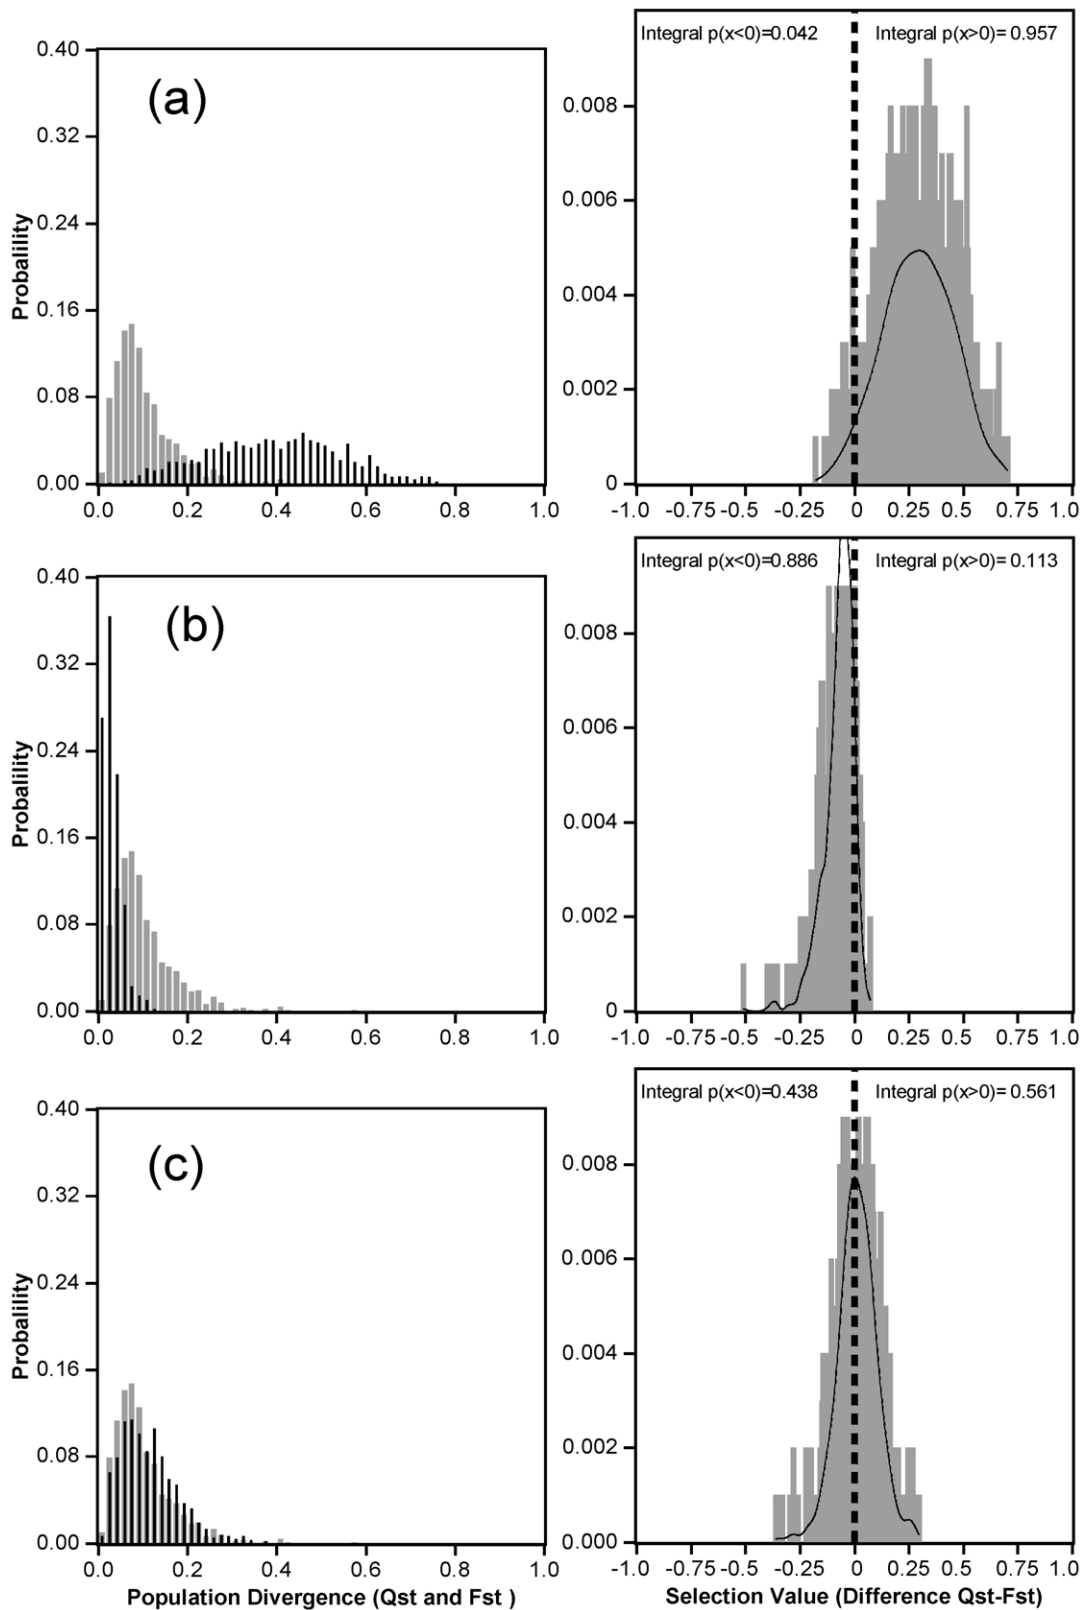 Integral p(x<0)=0.042 Integral p(x>0)= 0.957
(a)
Probalility
0.40
0.32
0.24
0.16
0.08
0.00
0.0 0.2 0.4 0.6 0.8 1.0
0.008
0.006
0.004
0.002
0
-1.0 -0.75 -0.5 -0.25 0 0.25 0.5 0.75 1.0
Integral p(x<0)=0.886 Integral p(x>0)= 0.113
(b)
Probalility
0.40
0.32
0.24
0.16
0.08
0.00
0.0 0.2 0.4 0.6 0.8 1.0
0.008
0.006
0.004
0.002
0
-1.0 -0.75 -0.5 -0.25 0 0.25 0.5 0.75 1.0
Integral p(x<0)=0.438 Integral p(x>0)= 0.561
(c)
Probalility
0.40
0.32
0.24
0.16
0.08
0.00
0.0 0.2 0.4 0.6 0.8 1.0
Population Divergence (Qst and Fst )
0.008
0.006
0.004
0.002
0.000
-1.0 -0.75 -0.5 -0.25 0 0.25 0.5 0.75 1.0
Selection Value (Difference Qst-Fst)